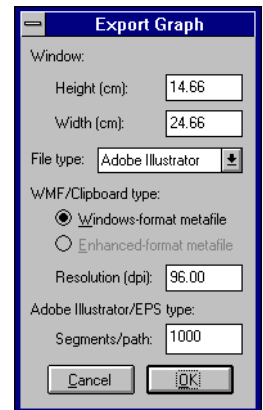 Export Graph
Window:
Height (cm): 14.66
Width (cm): 24.66
File type: Adobe Illustrator
WMF/Clipboard type:
Windows-format metafile
Enhanced-format metafile
Resolution (dpi): 96.00
Adobe Illustrator/EPS type:
Segments/path: 1000
Cancel OK